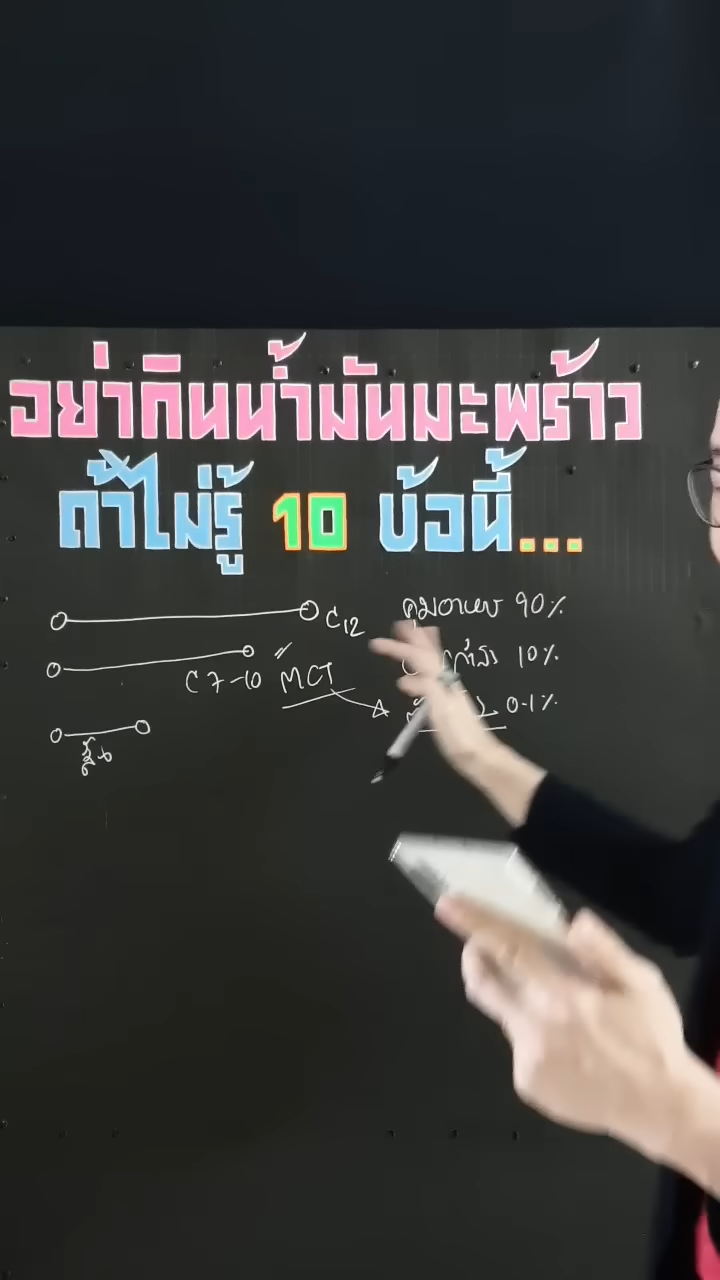 อย่ากินน้ำมันมะพร้าว
ถ้าไม่รู้ 10 ข้อนี้...
C12
C7-10 MCT
สั้น
คุมอาหาร 90%
10%
0.1%